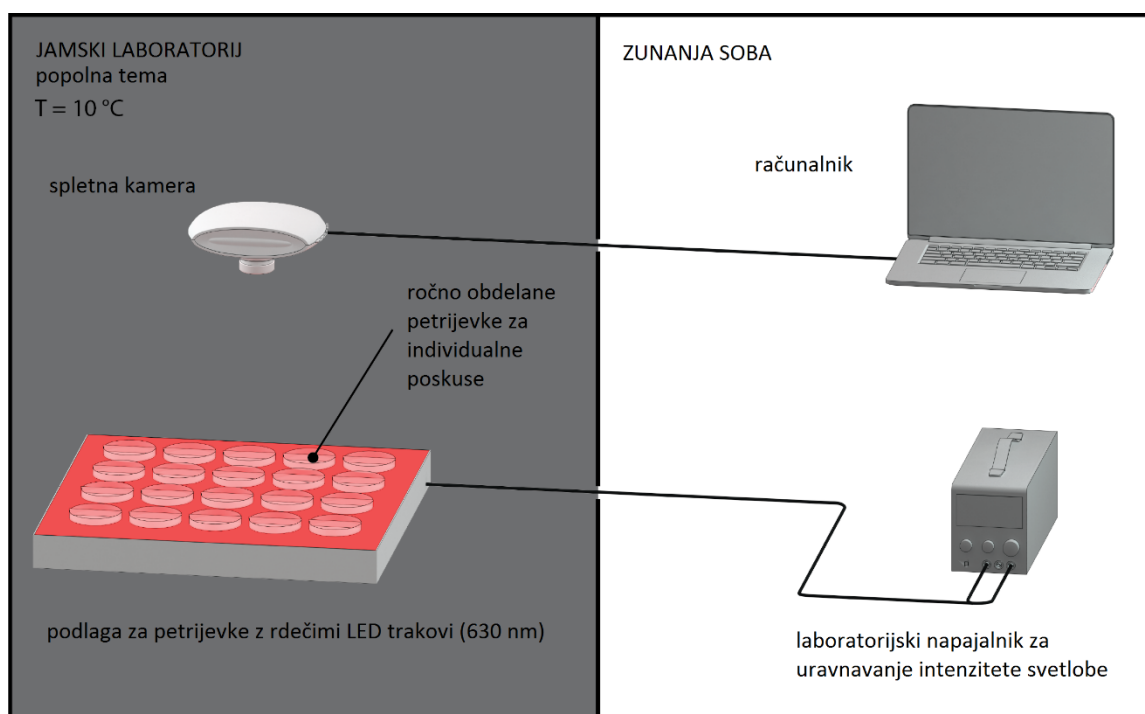 JAMSKI LABORATORIJ
popolna tema
T = 10 °C
spletna kamera
ročno obdelane
petrijevke za
individualne
poskuse
podlaga za petrijevke z rdečimi LED trakovi (630 nm)
ZUNANJA SOBA
računalnik
laboratorijski napajalnik za
uravnavanje intenzitete svetlobe